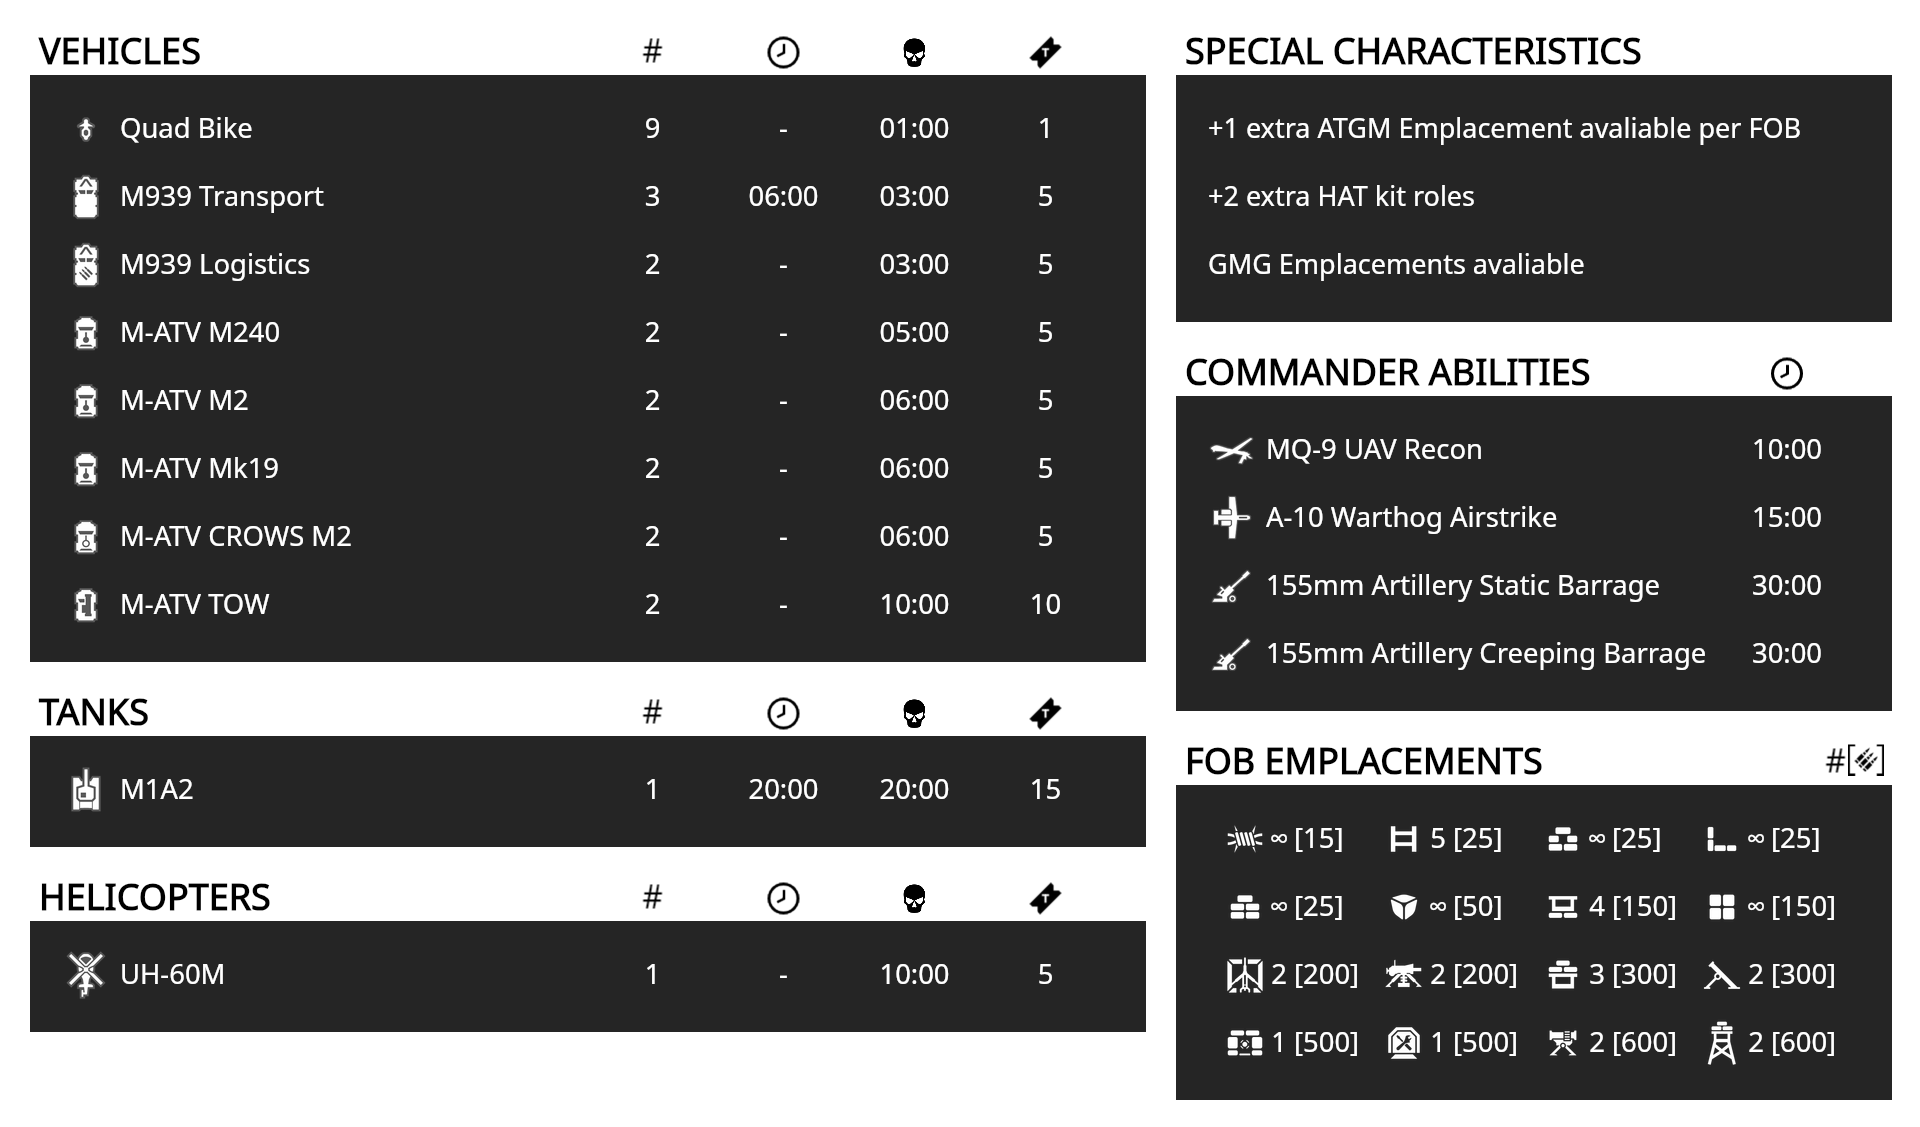 VEHICLES #
Quad Bike 9 - 01:00 1
M939 Transport 3 06:00 03:00 5
M939 Logistics 2 - 03:00 5
M-ATV M240 2 - 05:00 5
M-ATV M2 2 - 06:00 5
M-ATV Mk19 2 - 06:00 5
M-ATV CROWS M2 2 - 06:00 5
M-ATV TOW 2 - 10:00 10
TANKS #
M1A2 1 20:00 20:00 15
HELICOPTERS #
UH-60M 1 - 10:00 5
SPECIAL CHARACTERISTICS
+1 extra ATGM Emplacement avaliable per FOB
+2 extra HAT kit roles
GMG Emplacements avaliable
COMMANDER ABILITIES
MQ-9 UAV Recon 10:00
A-10 Warthog Airstrike 15:00
155mm Artillery Static Barrage 30:00
155mm Artillery Creeping Barrage 30:00
FOB EMPLACEMENTS #[]
∞ [15] 5 [25] ∞ [25] ∞ [25]
∞ [25] ∞ [50] 4 [150] ∞ [150]
2 [200] 2 [200] 3 [300] 2 [300]
1 [500] 1 [500] 2 [600] 2 [600]